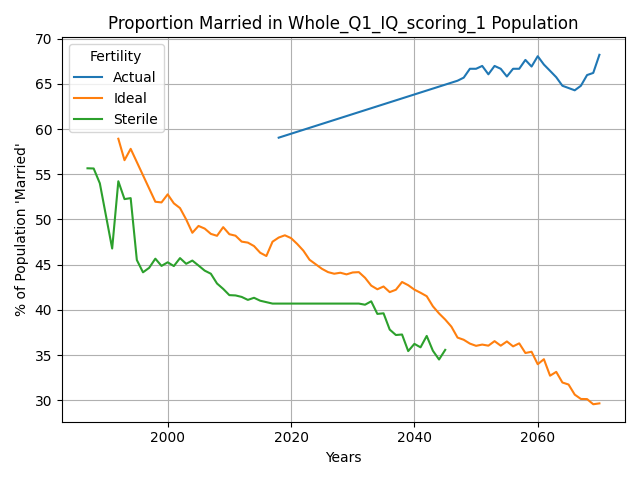 Proportion Married in Whole_Q1_IQ_scoring_1 Population
Fertility
Actual
Ideal
Sterile
% of Population 'Married'
70
65
60
55
50
45
40
35
30
2000
2020
2040
2060
Years